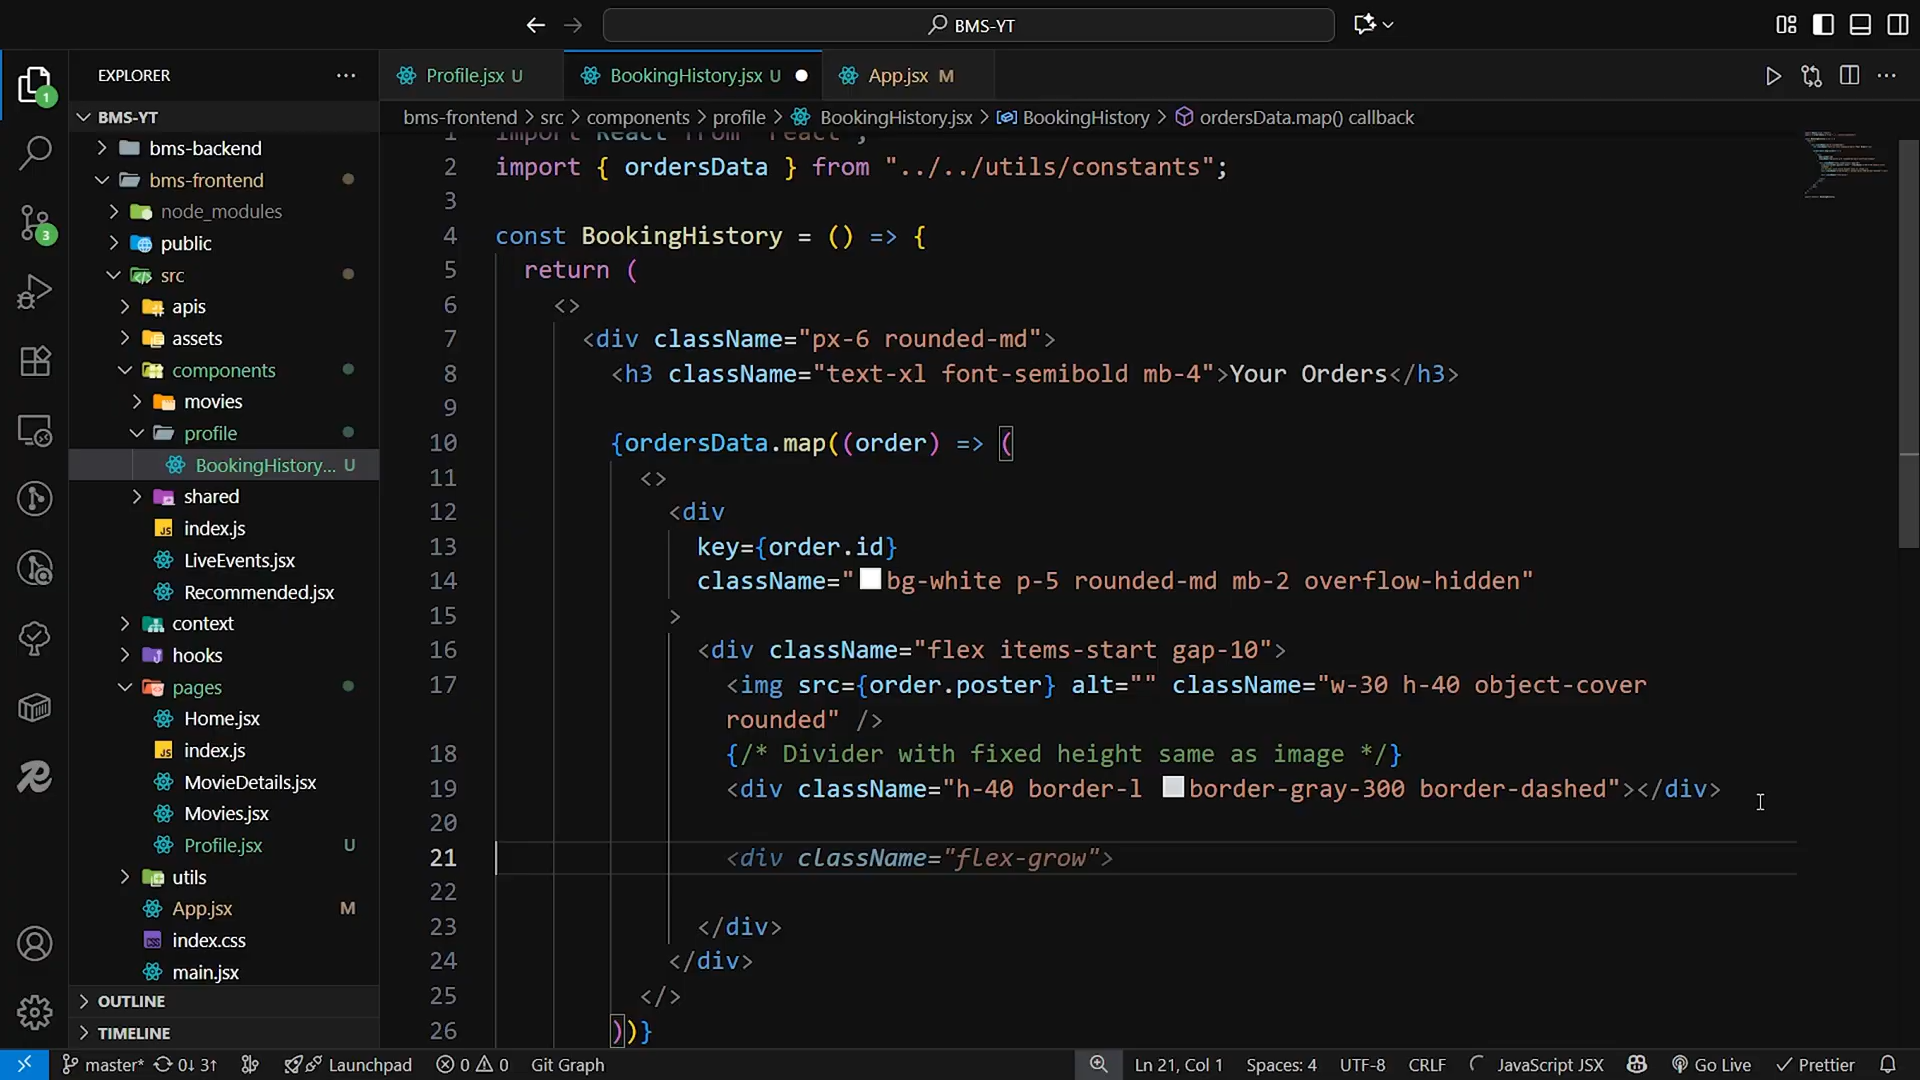 BMS-YT
EXPLORER
Profile.jsx U
BookingHistory.jsx U
App.jsx M
BMS-YT
bms-backend
bms-frontend
node_modules
public
src
apis
assets
components
movies
profile
BookingHistory... U
shared
index.js
LiveEvents.jsx
Recommended.jsx
context
hooks
pages
Home.jsx
index.js
MovieDetails.jsx
Movies.jsx
Profile.jsx U
utils
App.jsx M
index.css
main.jsx
OUTLINE
TIMELINE
1
3
bms-frontend > src > components > profile > BookingHistory.jsx > BookingHistory > ordersData.map() callback
1 import React from "react";
2 import { ordersData } from "../../utils/constants";
3
4 const BookingHistory = () => {
5 return (
6 <>
7 <div className="px-6 rounded-md">
8 <h3 className="text-xl font-semibold mb-4">Your Orders</h3>
9
10 {ordersData.map((order) => (
11 <>
12 <div
13 key={order.id}
14 className="bg-white p-5 rounded-md mb-2 overflow-hidden"
15 >
16 <div className="flex items-start gap-10">
17 <img src={order.poster} alt="" className="w-30 h-40 object-cover
rounded" />
18 {/* Divider with fixed height same as image */}
19 <div className="h-40 border-l border-gray-300 border-dashed"></div>
20
21 <div className="flex-grow">
22
23 </div>
24 </div>
25 </>
26 ))}
master* 0↓ 3↑ Launchpad 0 0 Git Graph Ln 21, Col 1 Spaces: 4 UTF-8 CRLF JavaScript JSX Go Live Prettier